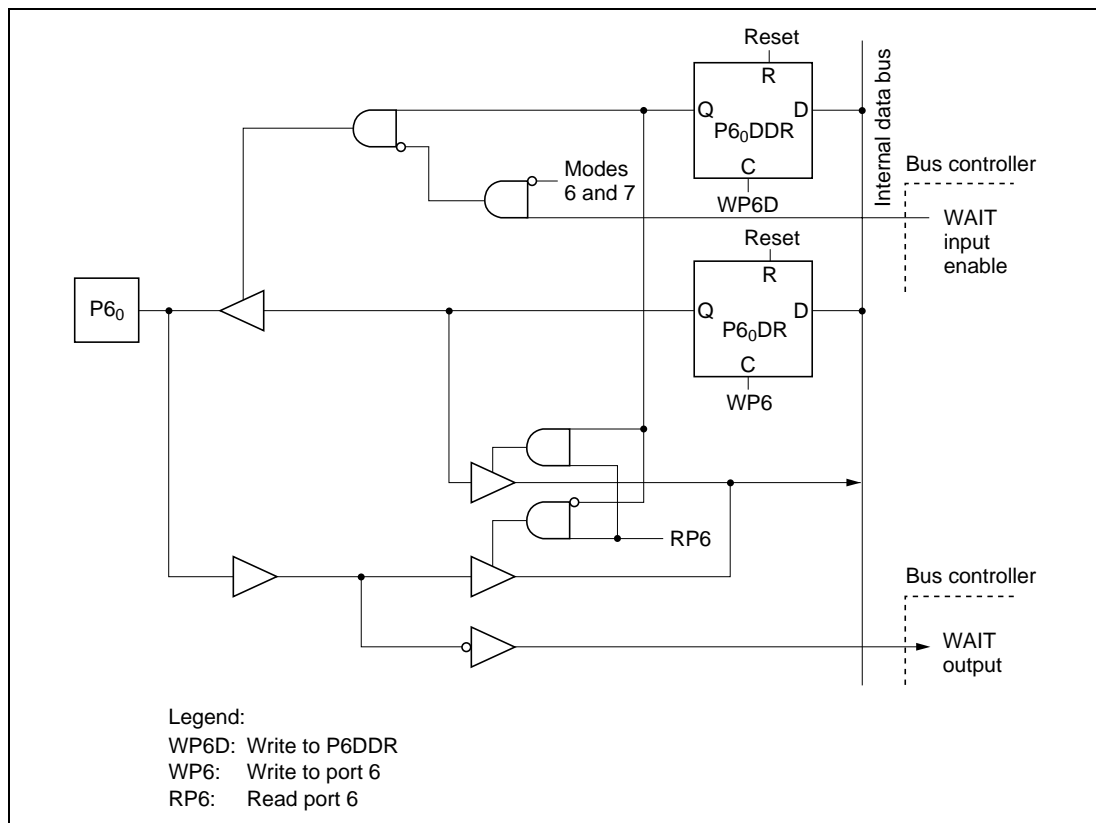 Reset
R
Q
D
P6₀DDR
C
WP6D
Internal data bus
Bus controller
Modes
6 and 7
WAIT
input
enable
Reset
R
P6₀
Q
D
P6₀DR
C
WP6
RP6
Bus controller
WAIT
output
Legend:
WP6D: Write to P6DDR
WP6: Write to port 6
RP6: Read port 6